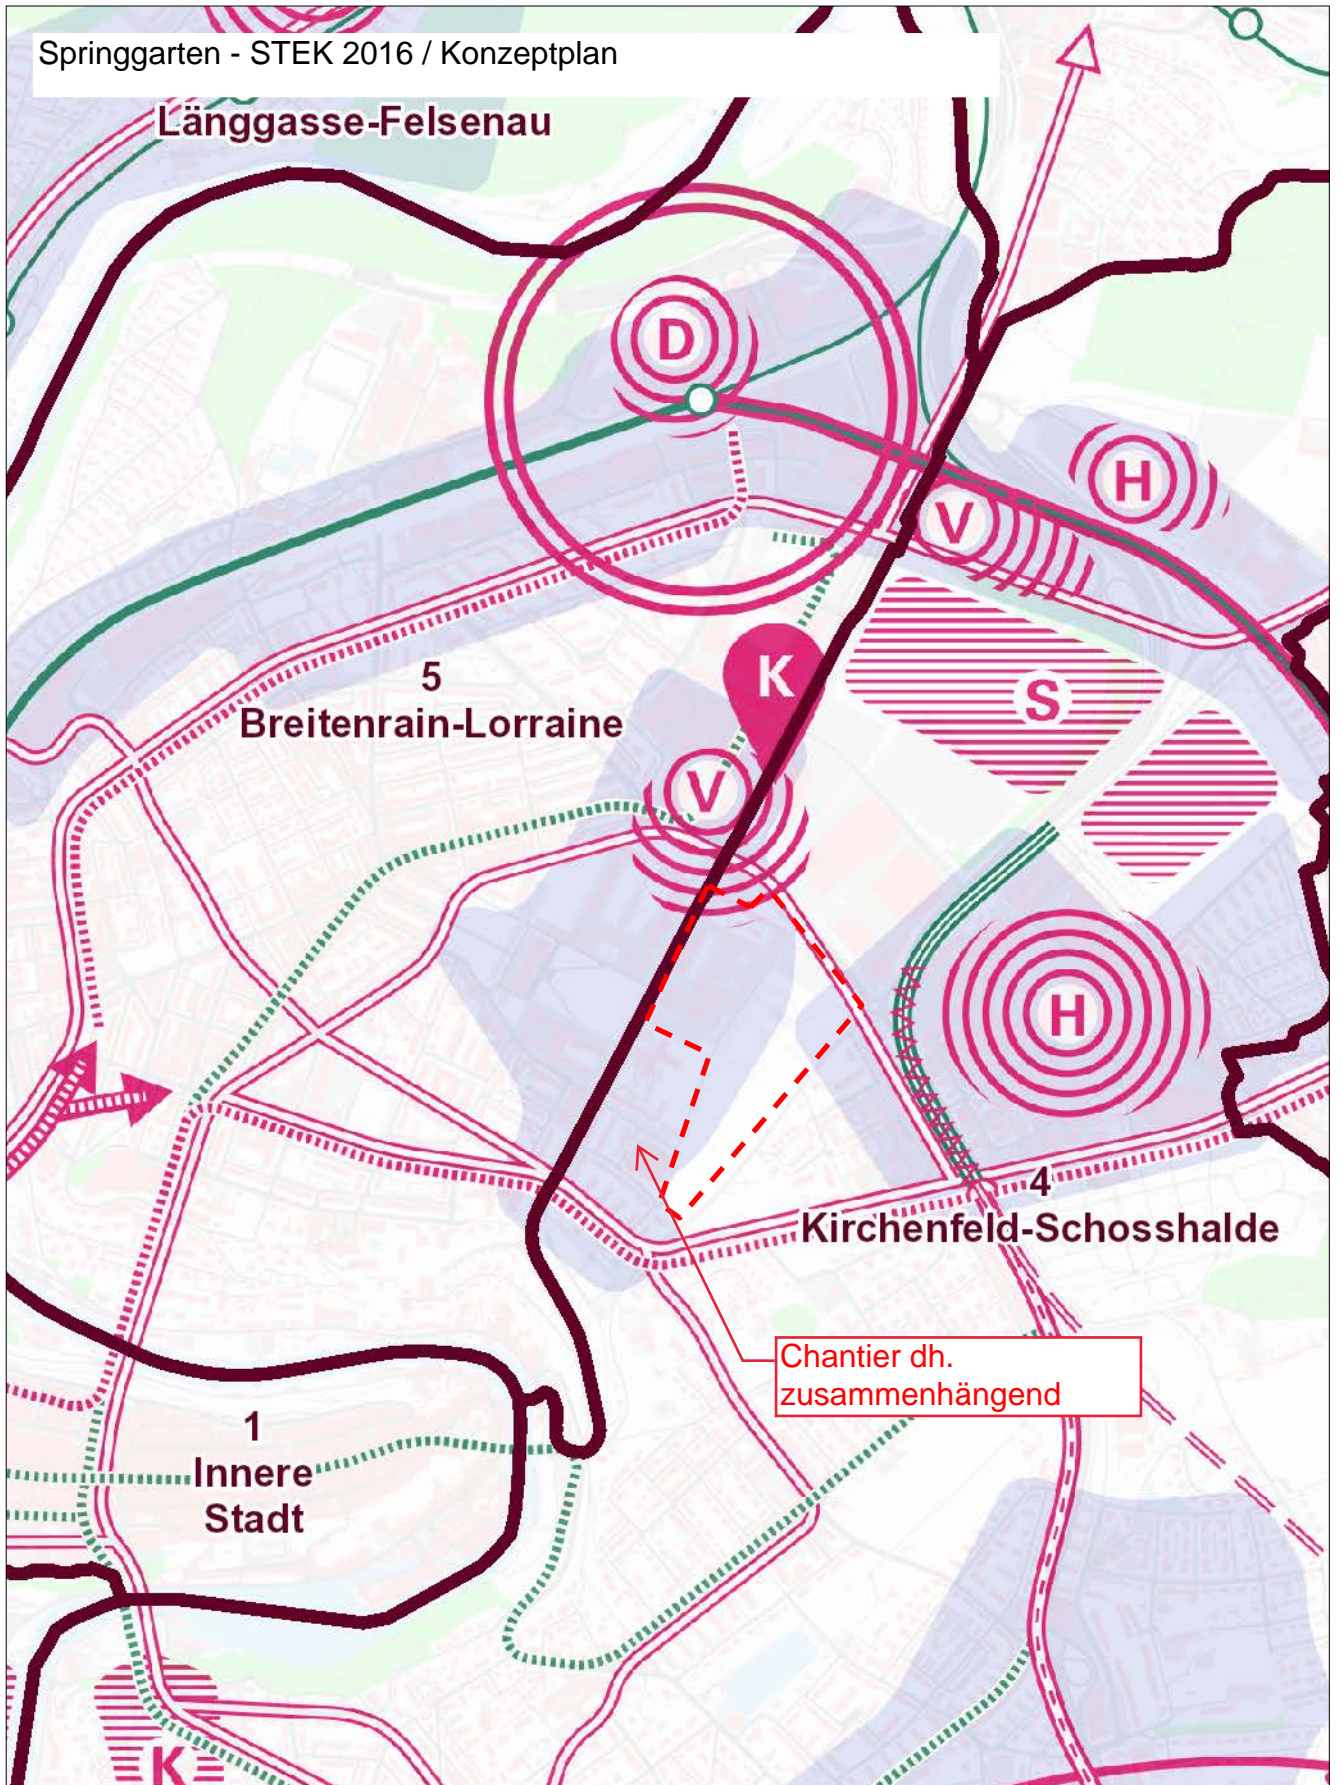 Springgarten - STEK 2016 / Konzeptplan
Länggasse-Felsenau
D
H
V
K
S
5
Breitenrain-Lorraine
V
H
4
Kirchenfeld-Schosshalde
Chantier dh.
zusammenhängend
1
Innere
Stadt
K